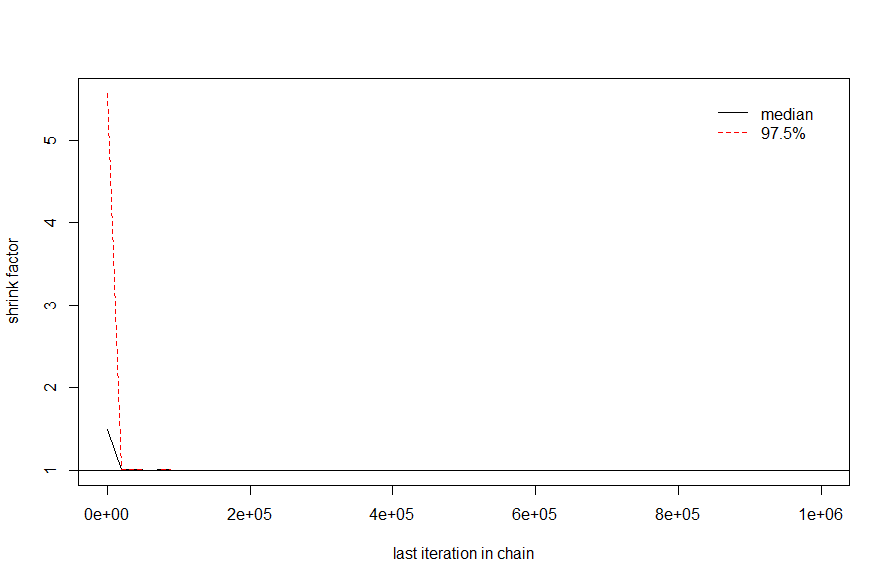 median
97.5%
5
4
3
2
1
shrink factor
0e+00
2e+05
4e+05
6e+05
8e+05
1e+06
last iteration in chain